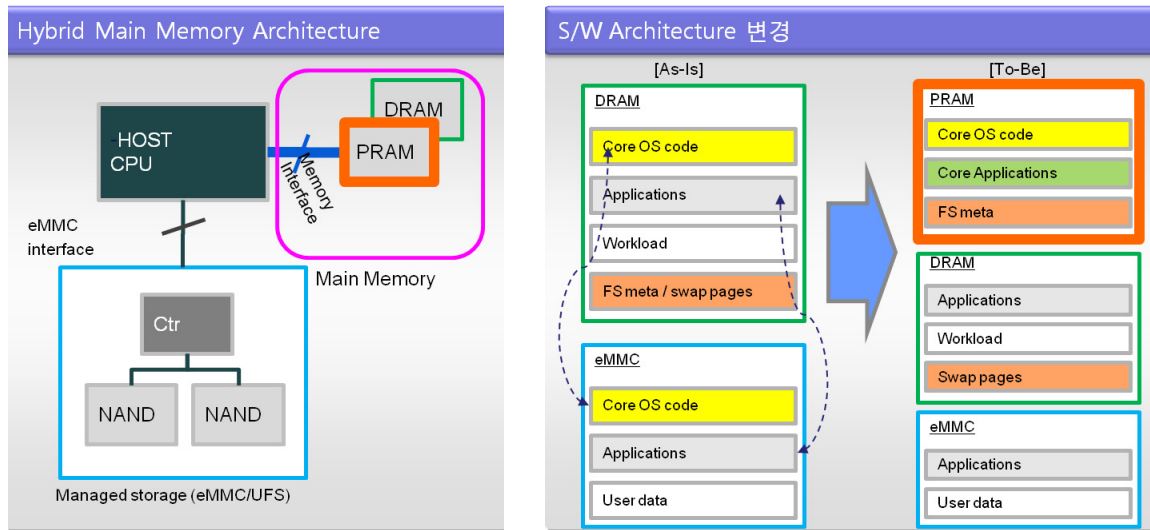 Hybrid Main Memory Architecture
DRAM
-HOST
CPU
PRAM
Memory
Interface
eMMC
interface
Main Memory
Ctr
NAND
NAND
Managed storage (eMMC/UFS)
S/W Architecture 변경
[As-Is]
DRAM
Core OS code
Applications
Workload
FS meta / swap pages
eMMC
Core OS code
Applications
User data
[To-Be]
PRAM
Core OS code
Core Applications
FS meta
DRAM
Applications
Workload
Swap pages
eMMC
Applications
User data